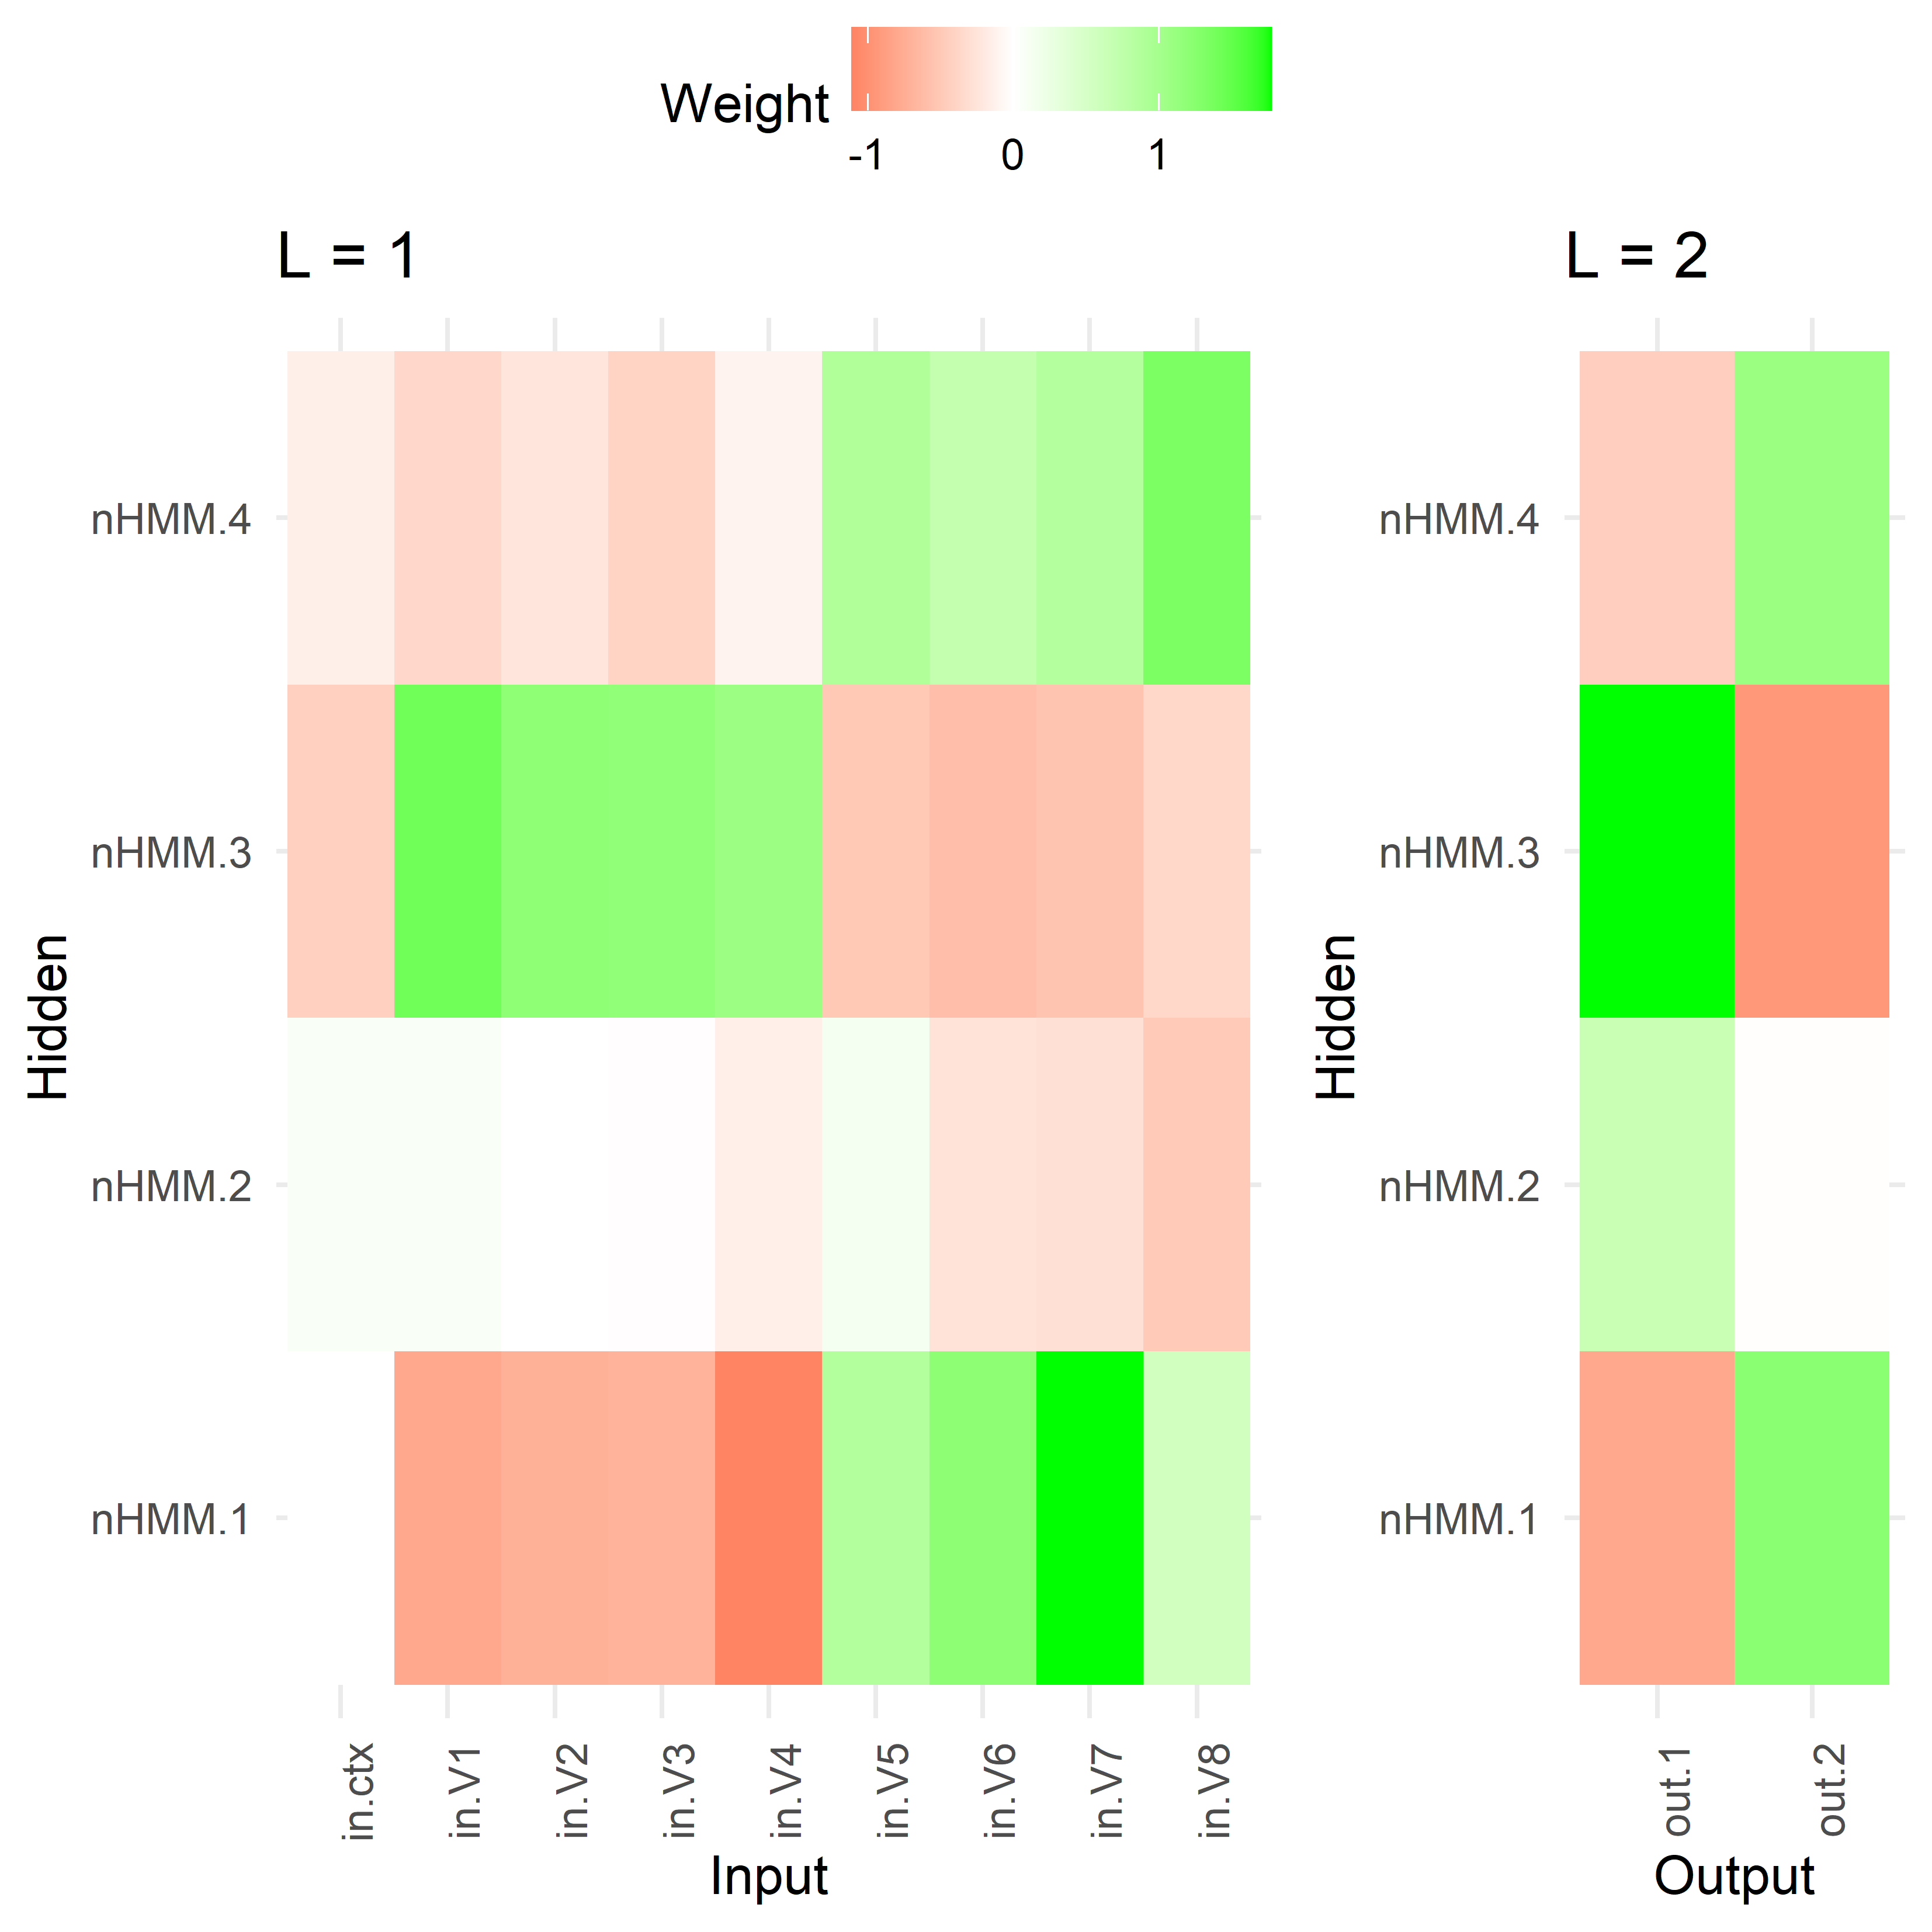 Weight
-1 0 1
L = 1
L = 2
nHMM.4
nHMM.3
nHMM.2
nHMM.1
Hidden
in.ctx
in.V1
in.V2
in.V3
in.V4
in.V5
in.V6
in.V7
in.V8
Input
nHMM.4
nHMM.3
nHMM.2
nHMM.1
Hidden
out.1
out.2
Output